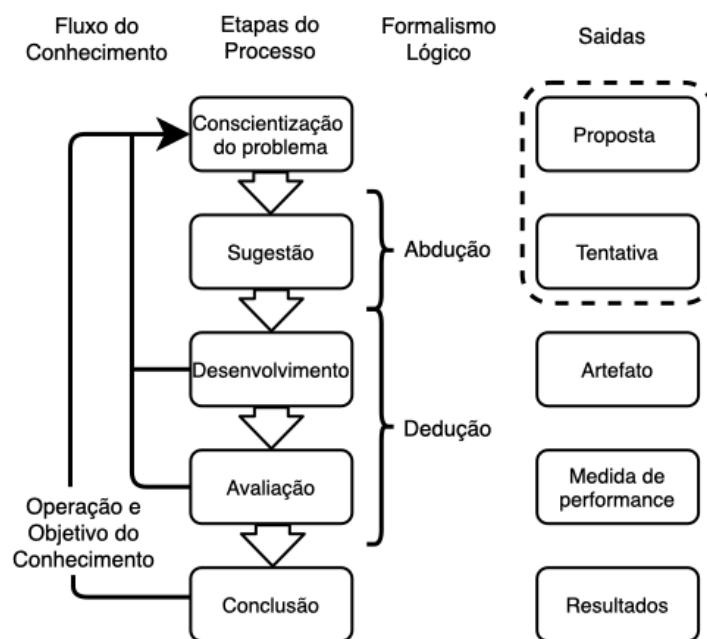 Fluxo do
Conhecimento
Etapas do
Processo
Formalismo
Lógico
Saidas
Conscientização
do problema
Proposta
Sugestão
Abdução
Tentativa
Desenvolvimento
Artefato
Dedução
Avaliação
Medida de
performance
Operação e
Objetivo do
Conhecimento
Conclusão
Resultados